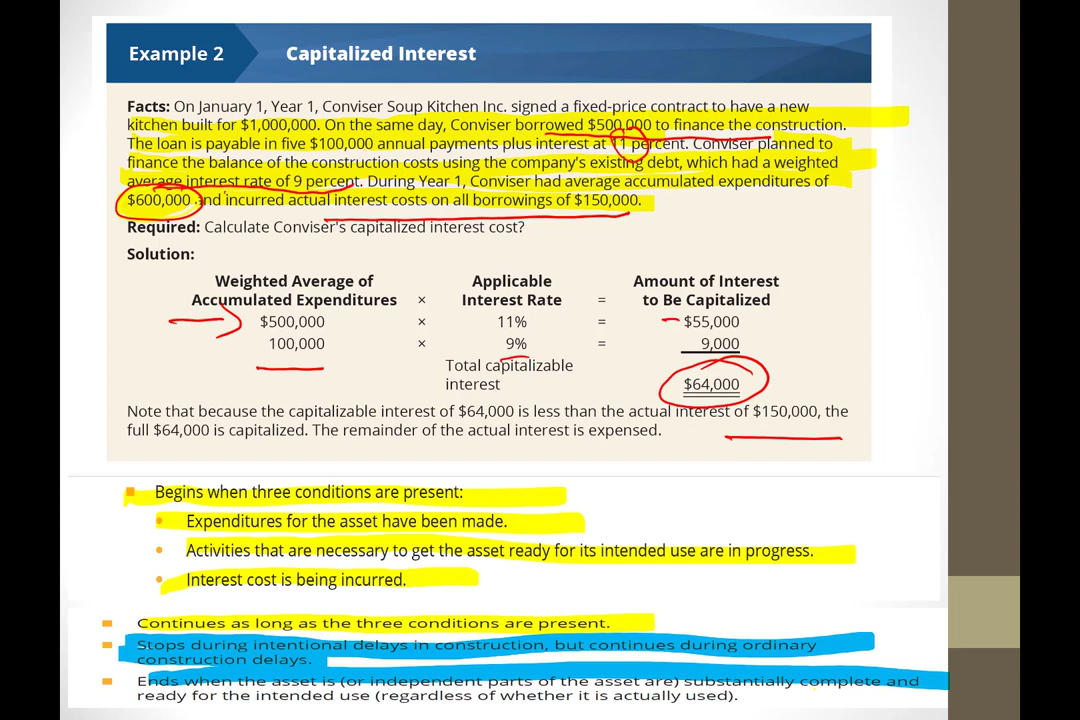 Example 2 Capitalized Interest
Facts: On January 1, Year 1, Conviser Soup Kitchen Inc. signed a fixed-price contract to have a new
kitchen built for $1,000,000. On the same day, Conviser borrowed $500,000 to finance the construction.
The loan is payable in five $100,000 annual payments plus interest at 11 percent. Conviser planned to
finance the balance of the construction costs using the company's existing debt, which had a weighted
average interest rate of 9 percent. During Year 1, Conviser had average accumulated expenditures of
$600,000 and incurred actual interest costs on all borrowings of $150,000.
Required: Calculate Conviser's capitalized interest cost?
Solution:
Weighted Average of Applicable Amount of Interest
Accumulated Expenditures × Interest Rate = to Be Capitalized
$500,000 × 11% = $55,000
100,000 × 9% = 9,000
Total capitalizable
interest $64,000
Note that because the capitalizable interest of $64,000 is less than the actual interest of $150,000, the
full $64,000 is capitalized. The remainder of the actual interest is expensed.
Begins when three conditions are present:
Expenditures for the asset have been made.
Activities that are necessary to get the asset ready for its intended use are in progress.
Interest cost is being incurred.
Continues as long as the three conditions are present.
Stops during intentional delays in construction, but continues during ordinary
construction delays.
Ends when the asset is (or independent parts of the asset are) substantially complete and
ready for the intended use (regardless of whether it is actually used).